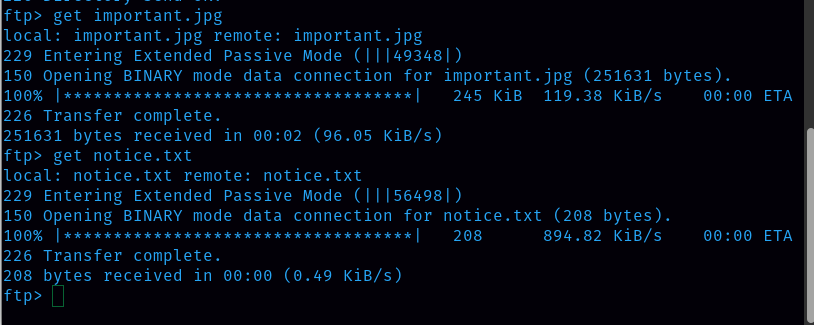 ftp> get important.jpg
local: important.jpg remote: important.jpg
229 Entering Extended Passive Mode (|||49348|)
150 Opening BINARY mode data connection for important.jpg (251631 bytes).
100% |***********************************|   245 KiB  119.38 KiB/s    00:00 ETA
226 Transfer complete.
251631 bytes received in 00:02 (96.05 KiB/s)
ftp> get notice.txt
local: notice.txt remote: notice.txt
229 Entering Extended Passive Mode (|||56498|)
150 Opening BINARY mode data connection for notice.txt (208 bytes).
100% |***********************************|   208      894.82 KiB/s    00:00 ETA
226 Transfer complete.
208 bytes received in 00:00 (0.49 KiB/s)
ftp>